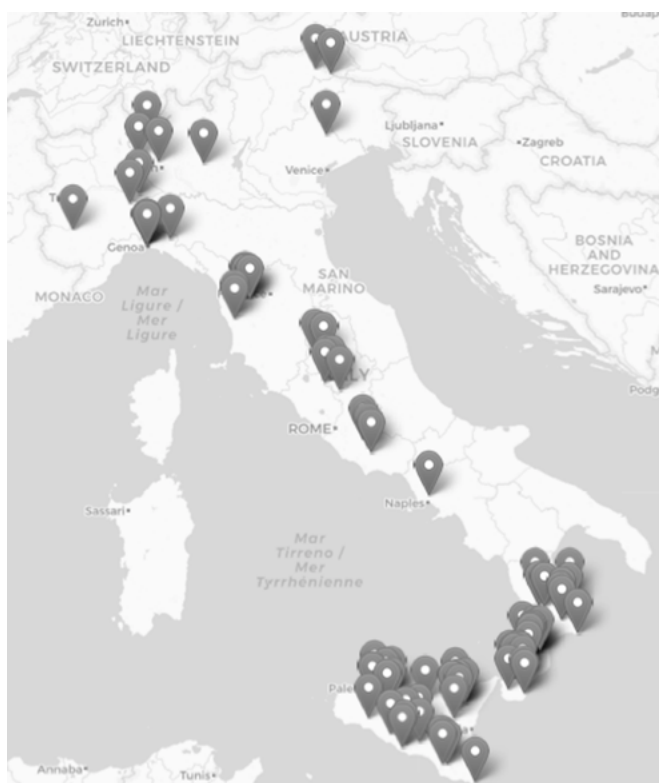 Zürich
LIECHTENSTEIN
AUSTRIA
SWITZERLAND
Ljubljana
SLOVENIA
Zagreb
CROATIA
Venice
Genoa
BOSNIA
AND
HERZEGOVINA
SAN
MARINO
Sarajevo
MONACO
Mar
Ligure /
Mer
Ligure
ROME
Naples
Sassari
Mar
Tirreno /
Mer
Tyrrhénienne
Annaba
Tunis